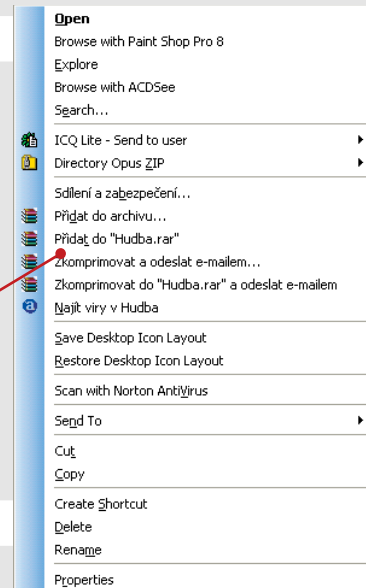 Open
Browse with Paint Shop Pro 8
Explore
Browse with ACDSee
Search...
ICQ Lite - Send to user
Directory Opus ZIP
Sdílení a zabezpečení...
Přidat do archivu...
Přidat do "Hudba.rar"
Zkomprimovat a odeslat e-mailem...
Zkomprimovat do "Hudba.rar" a odeslat e-mailem
Najít viry v Hudba
Save Desktop Icon Layout
Restore Desktop Icon Layout
Scan with Norton AntiVirus
Send To
Cut
Copy
Create Shortcut
Delete
Rename
Properties